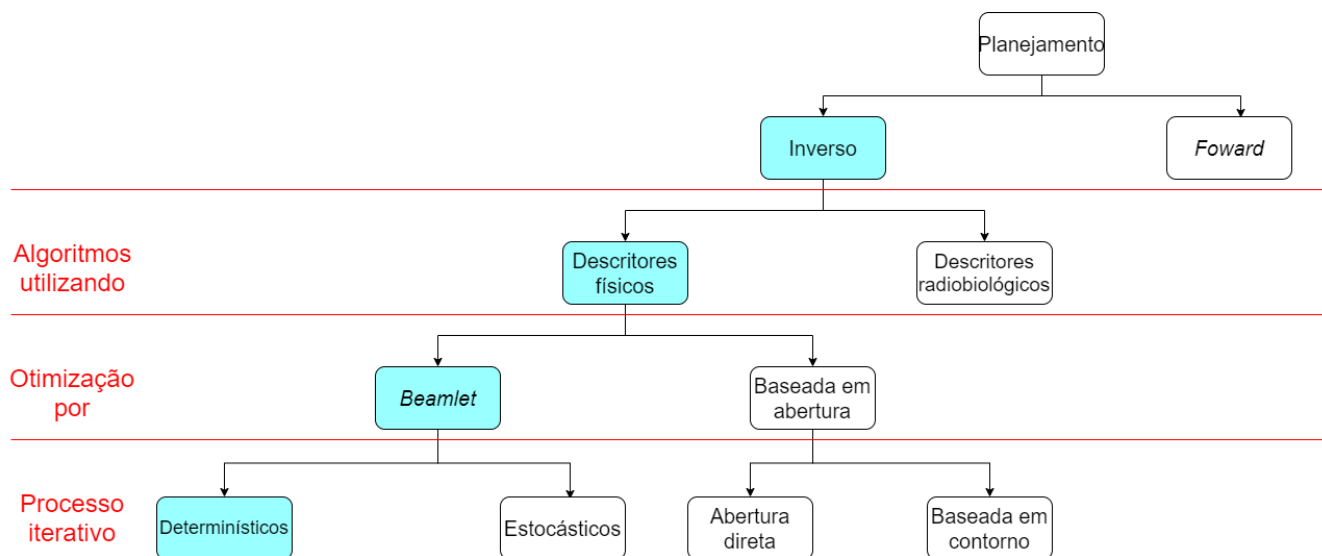 Planejamento
Inverso
Foward
Algoritmos
utilizando
Descritores
físicos
Descritores
radiobiológicos
Otimização
por
Beamlet
Baseada em
abertura
Processo
iterativo
Determinísticos
Estocásticos
Abertura
direta
Baseada em
contorno